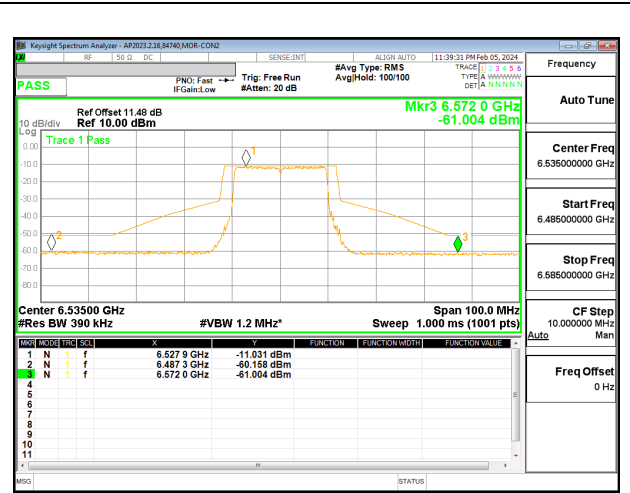 Keysight Spectrum Analyzer - AP2023.2.16,84740,MOR-CON2
RF 50 Ω DC SENSE:INT ALIGN AUTO 11:39:31 PM Feb 05, 2024
PASS
PNO: Fast
IFGain:Low
Trig: Free Run
#Atten: 20 dB
#Avg Type: RMS
Avg|Hold: 100/100
TRACE 1 2 3 4 5 6
TYPE A WWWWW
DET A N N N N N
Ref Offset 11.48 dB
Ref 10.00 dBm
10 dB/div
Log
Mkr3 6.572 0 GHz
-61.004 dBm
Trace 1 Pass
0.00
-10.0
-20.0
-30.0
-40.0
-50.0
-60.0
-70.0
-80.0
1
2
3
Center 6.53500 GHz
#Res BW 390 kHz
#VBW 1.2 MHz*
Span 100.0 MHz
Sweep 1.000 ms (1001 pts)
MKR MODE TRC SCL X Y FUNCTION FUNCTION WIDTH FUNCTION VALUE
1 N 1 f 6.527 9 GHz -11.031 dBm
2 N 1 f 6.487 3 GHz -60.158 dBm
3 N 1 f 6.572 0 GHz -61.004 dBm
4
5
6
7
8
9
10
11
MSG
STATUS
Frequency
Auto Tune
Center Freq
6.535000000 GHz
Start Freq
6.485000000 GHz
Stop Freq
6.585000000 GHz
CF Step
10.000000 MHz
Auto Man
Freq Offset
0 Hz